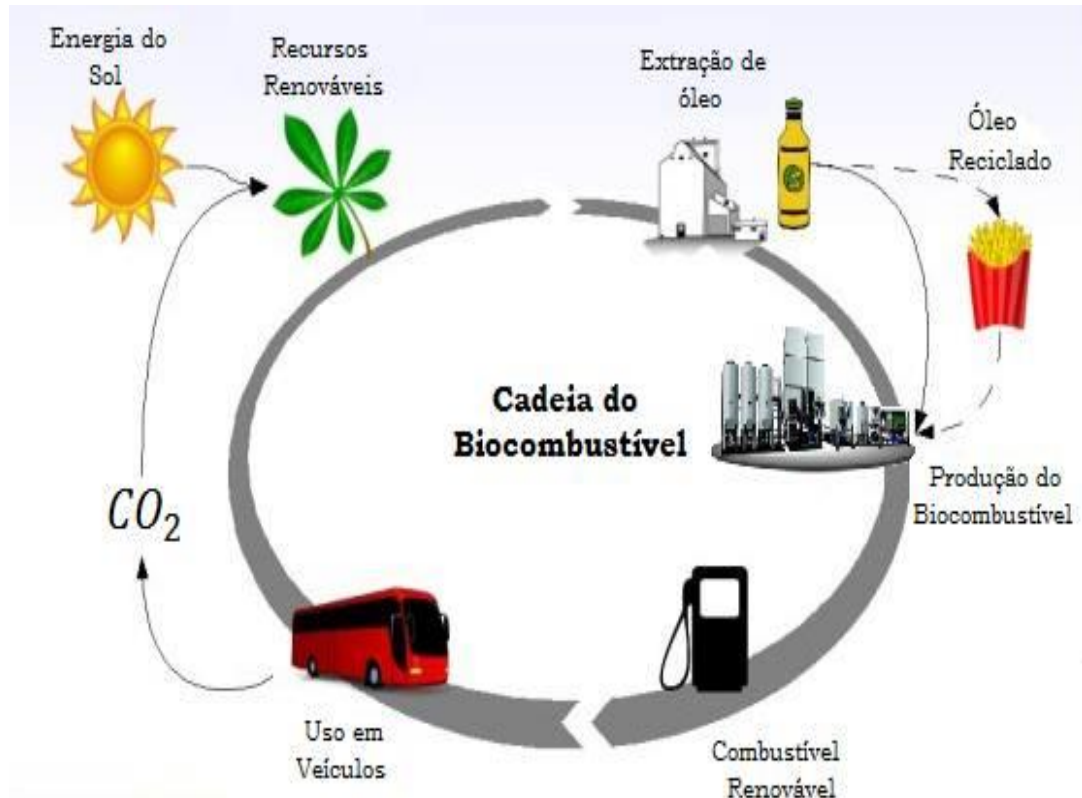 Energia do
Sol
Recursos
Renováveis
Extração de
óleo
Óleo
Reciclado
Cadeia do
Biocombustível
Produção do
Biocombustível
CO₂
Uso em
Veículos
Combustível
Renovável